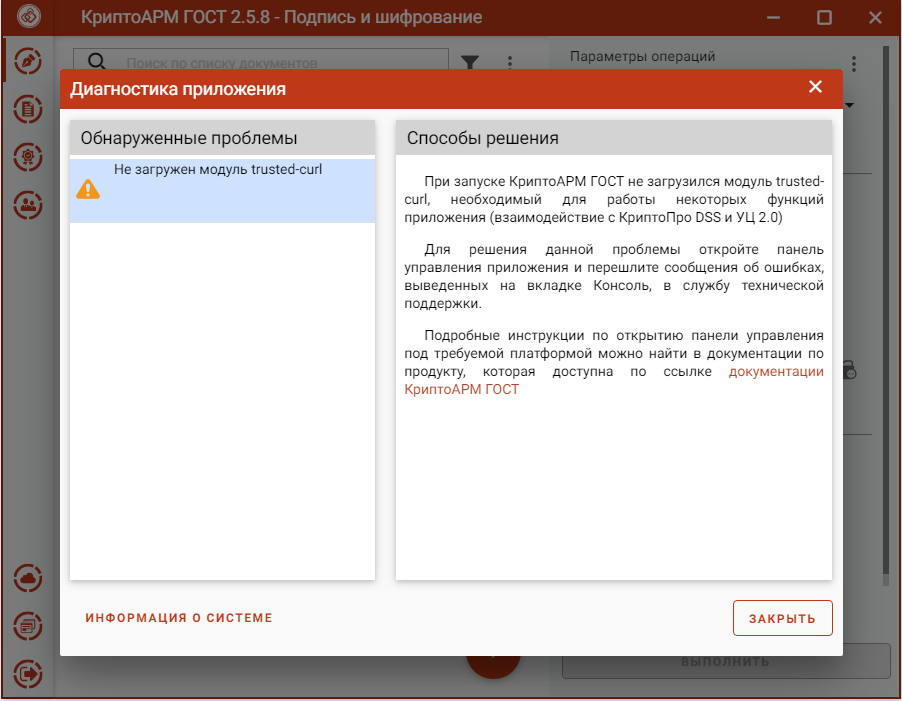 КриптоАРМ ГОСТ 2.5.8 - Подпись и шифрование
Поиск по списку документов
Параметры операций
Диагностика приложения
Обнаруженные проблемы
Не загружен модуль trusted-curl
Способы решения
При запуске КриптоАРМ ГОСТ не загрузился модуль trusted-
curl, необходимый для работы некоторых функций
приложения (взаимодействие с КриптоПро DSS и УЦ 2.0)
Для решения данной проблемы откройте панель
управления приложения и перешлите сообщения об ошибках,
выведенных на вкладке Консоль, в службу технической
поддержки.
Подробные инструкции по открытию панели управления
под требуемой платформой можно найти в документации по
продукту, которая доступна по ссылке документации
КриптоАРМ ГОСТ
ИНФОРМАЦИЯ О СИСТЕМЕ
ЗАКРЫТЬ
ВЫПОЛНИТЬ